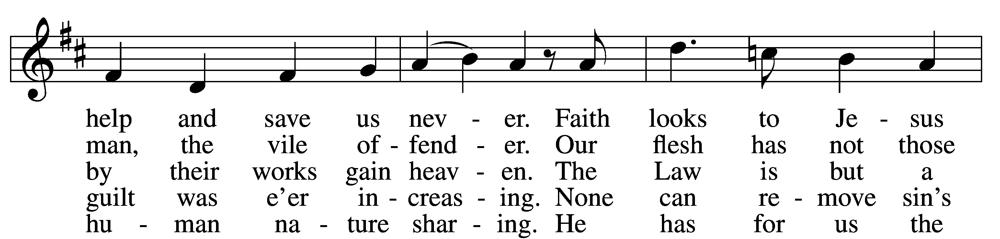 help and save us nev - er. Faith looks to Je - sus
man, the vile of - fend - er. Our flesh has not those
by their works gain heav - en. The Law is but a
guilt was e’er in - creas - ing. None can re - move sin’s
hu - man na - ture shar - ing. He has for us the